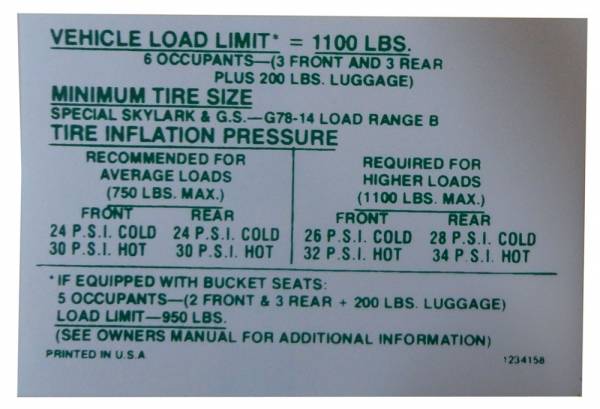 VEHICLE LOAD LIMIT* = 1100 LBS.
6 OCCUPANTS—(3 FRONT AND 3 REAR
PLUS 200 LBS. LUGGAGE)
MINIMUM TIRE SIZE
SPECIAL SKYLARK & G.S.—G78-14 LOAD RANGE B
TIRE INFLATION PRESSURE
RECOMMENDED FOR
AVERAGE LOADS
(750 LBS. MAX.)
FRONT REAR
24 P.S.I. COLD 24 P.S.I. COLD
30 P.S.I. HOT 30 P.S.I. HOT
REQUIRED FOR
HIGHER LOADS
(1100 LBS. MAX.)
FRONT REAR
26 P.S.I. COLD 28 P.S.I. COLD
32 P.S.I. HOT 34 P.S.I. HOT
*IF EQUIPPED WITH BUCKET SEATS:
5 OCCUPANTS—(2 FRONT & 3 REAR + 200 LBS. LUGGAGE)
LOAD LIMIT—950 LBS.
(SEE OWNERS MANUAL FOR ADDITIONAL INFORMATION)
PRINTED IN U.S.A 1234158